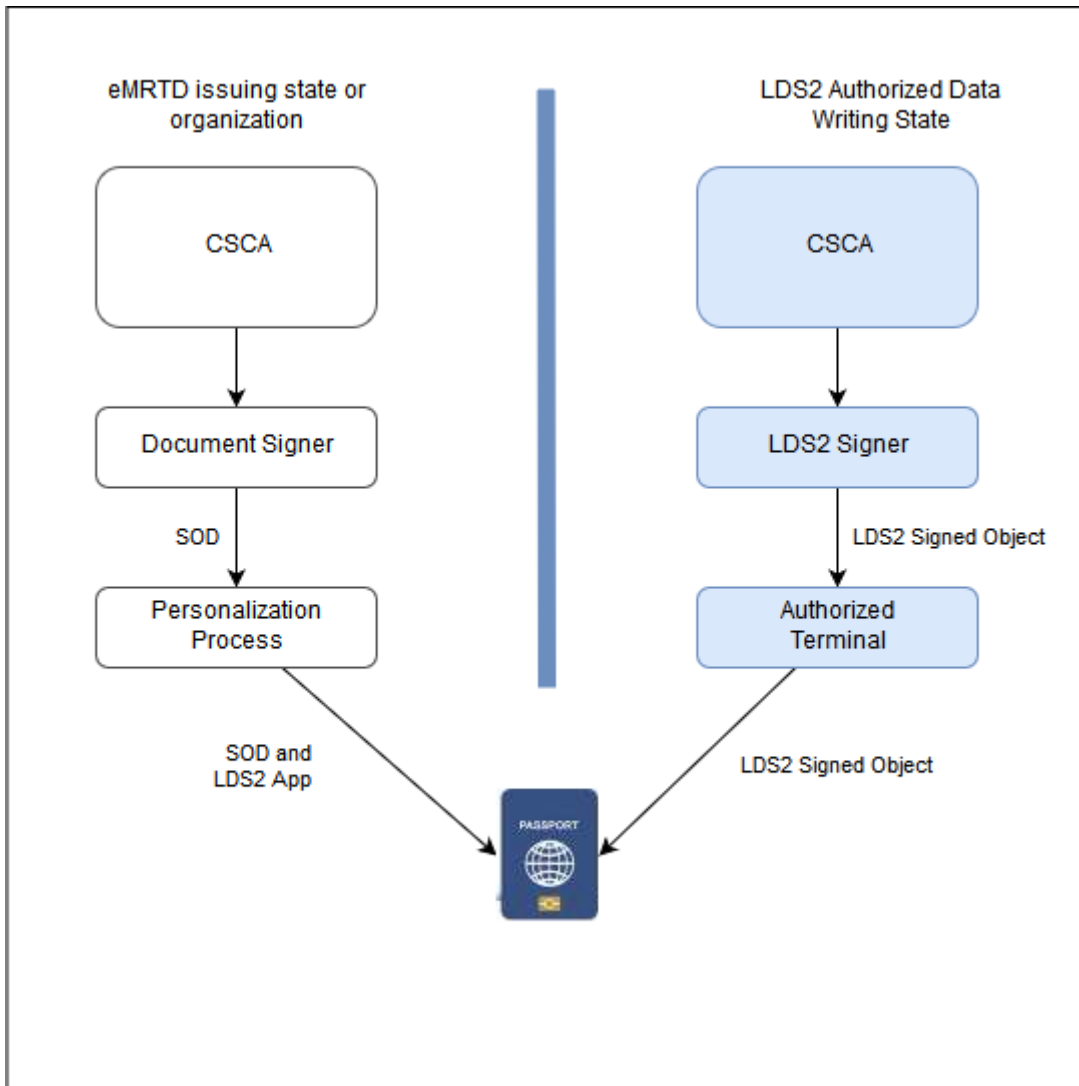 eMRTD issuing state or
organization
CSCA
Document Signer
SOD
Personalization
Process
SOD and
LDS2 App
LDS2 Authorized Data
Writing State
CSCA
LDS2 Signer
LDS2 Signed Object
Authorized
Terminal
LDS2 Signed Object
PASSPORT